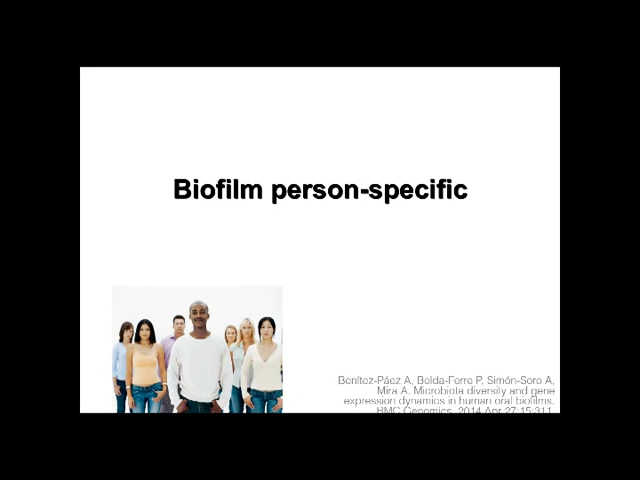 Biofilm person-specific
Benítez-Páez A, Belda-Ferre P, Simón-Soro A,
Mira A. Microbiota diversity and gene
expression dynamics in human oral biofilms.
BMC Genomics. 2014 Apr 27;15:311.